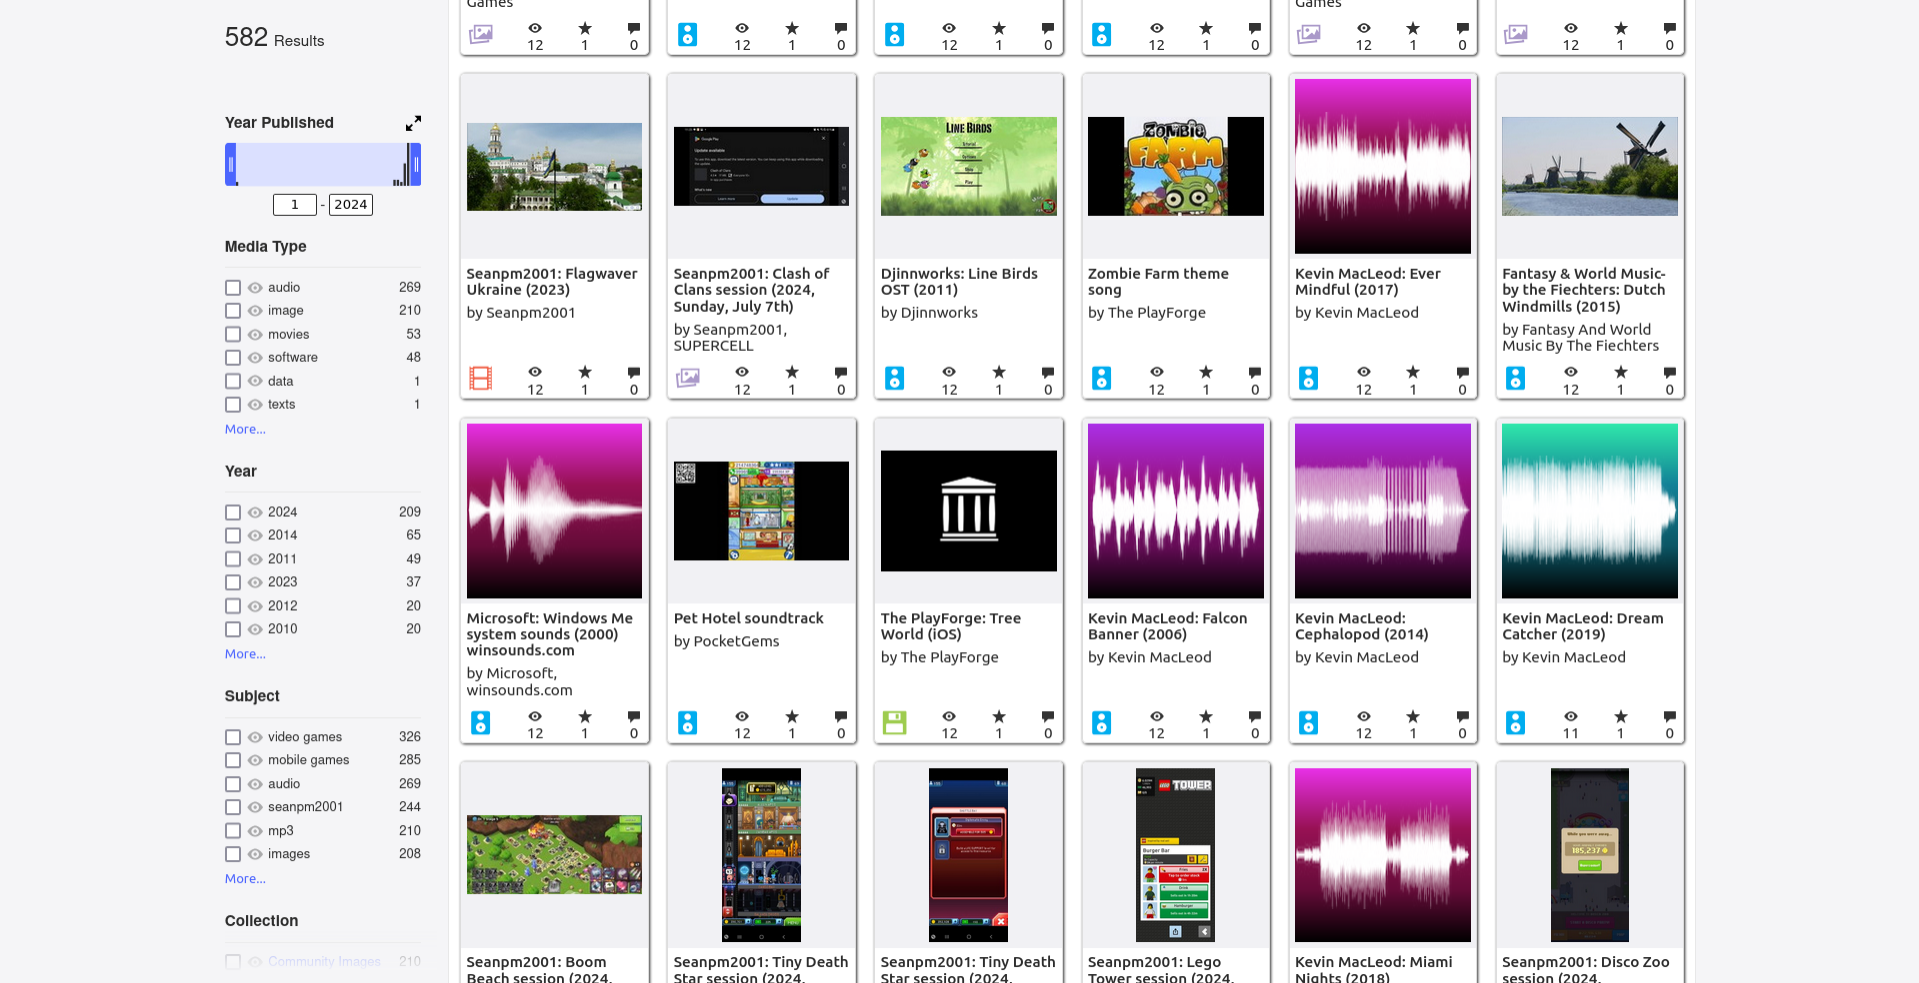 582 Results
Year Published
1 - 2024
Media Type
audio 269
image 210
movies 53
software 48
data 1
texts 1
More...
Year
2024 209
2014 65
2011 49
2023 37
2012 20
2010 20
More...
Subject
video games 326
mobile games 285
audio 269
seanpm2001 244
mp3 210
images 208
More...
Collection
Community Images 210
Games
12 1 0
12 1 0
12 1 0
12 1 0
Games
12 1 0
12 1 0
Seanpm2001: Flagwaver
Ukraine (2023)
by Seanpm2001
12 1 0
Update available
Update
Seanpm2001: Clash of
Clans session (2024,
Sunday, July 7th)
by Seanpm2001,
SUPERCELL
12 1 0
LINE BIRDS
Djinnworks: Line Birds
OST (2011)
by Djinnworks
12 1 0
ZOMBIE
FARM
Zombie Farm theme
song
by The PlayForge
12 1 0
Kevin MacLeod: Ever
Mindful (2017)
by Kevin MacLeod
12 1 0
Fantasy & World Music-
by the Fiechters: Dutch
Windmills (2015)
by Fantasy And World
Music By The Fiechters
12 1 0
Microsoft: Windows Me
system sounds (2000)
winsounds.com
by Microsoft,
winsounds.com
12 1 0
Pet Hotel soundtrack
by PocketGems
12 1 0
The PlayForge: Tree
World (iOS)
by The PlayForge
12 1 0
Kevin MacLeod: Falcon
Banner (2006)
by Kevin MacLeod
12 1 0
Kevin MacLeod:
Cephalopod (2014)
by Kevin MacLeod
12 1 0
Kevin MacLeod: Dream
Catcher (2019)
by Kevin MacLeod
11 1 0
Seanpm2001: Boom
Beach session (2024,
Seanpm2001: Tiny Death
Star session (2024,
Seanpm2001: Tiny Death
Star session (2024,
LEGO TOWER
Burger Bar
Seanpm2001: Lego
Tower session (2024,
Kevin MacLeod: Miami
Nights (2018)
While you were away...
185,237
Seanpm2001: Disco Zoo
session (2024,